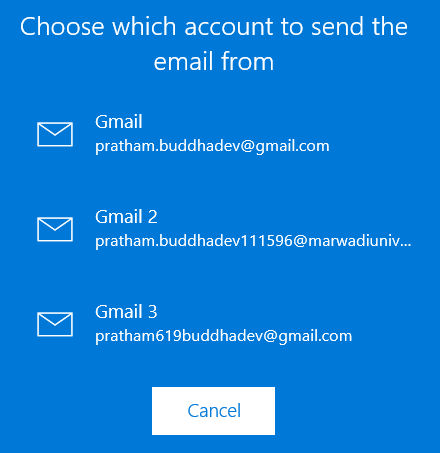 Choose which account to send the
email from
Gmail
pratham.buddhadev@gmail.com
Gmail 2
pratham.buddhadev111596@marwadiuniv...
Gmail 3
pratham619buddhadev@gmail.com
Cancel